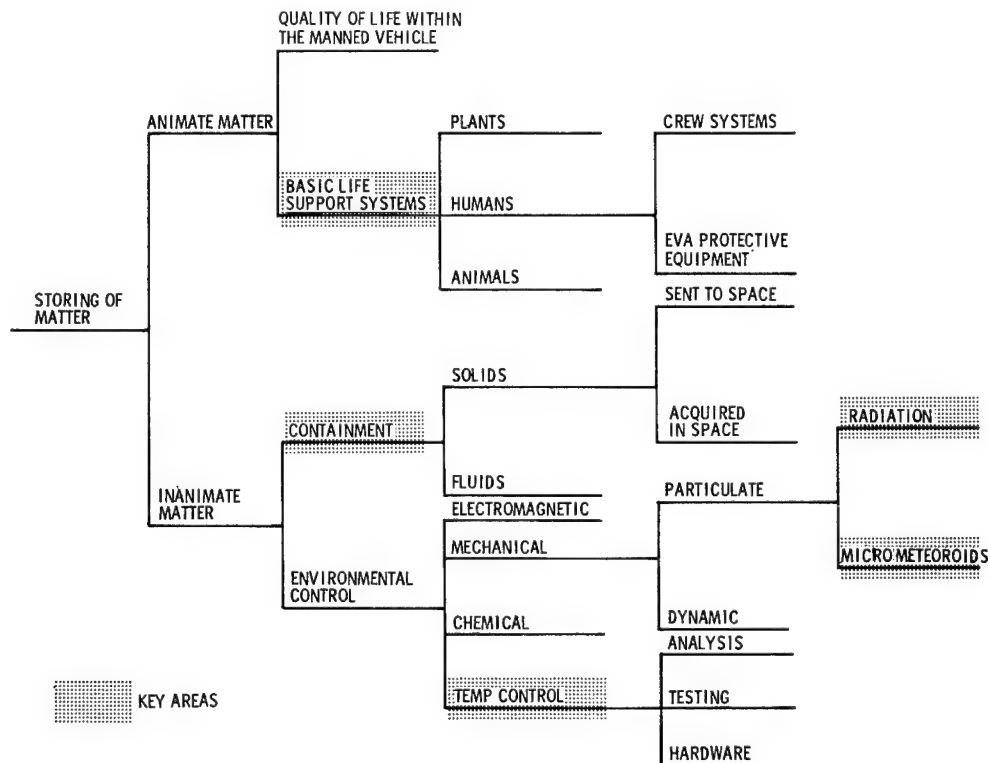 QUALITY OF LIFE WITHIN
THE MANNED VEHICLE
ANIMATE MATTER
PLANTS
CREW SYSTEMS
BASIC LIFE
SUPPORT SYSTEMS
HUMANS
EVA PROTECTIVE
EQUIPMENT
ANIMALS
SENT TO SPACE
STORING OF
MATTER
SOLIDS
ACQUIRED
IN SPACE
RADIATION
CONTAINMENT
FLUIDS
PARTICULATE
INANIMATE
MATTER
ELECTROMAGNETIC
MECHANICAL
MICROMETEOROIDS
ENVIRONMENTAL
CONTROL
CHEMICAL
DYNAMIC
ANALYSIS
TEMP CONTROL
TESTING
KEY AREAS
HARDWARE